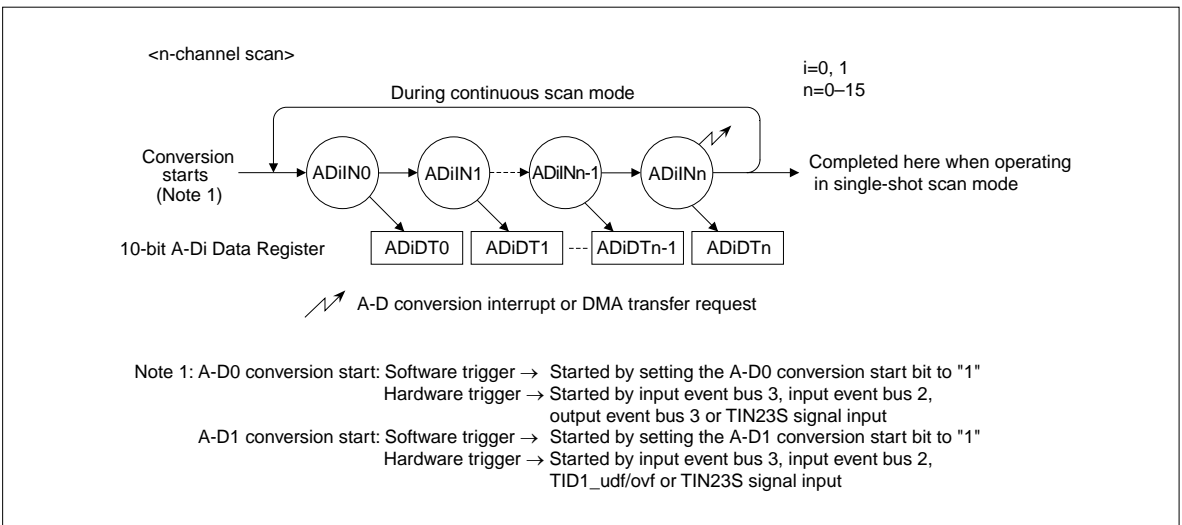 <n-channel scan>
i=0, 1
n=0–15
During continuous scan mode
Conversion
starts
(Note 1)
ADiIN0
ADiIN1
ADiINn-1
ADiINn
Completed here when operating
in single-shot scan mode
10-bit A-Di Data Register
ADiDT0
ADiDT1
ADiDTn-1
ADiDTn
A-D conversion interrupt or DMA transfer request
Note 1: A-D0 conversion start: Software trigger → Started by setting the A-D0 conversion start bit to "1"
Hardware trigger → Started by input event bus 3, input event bus 2,
output event bus 3 or TIN23S signal input
A-D1 conversion start: Software trigger → Started by setting the A-D1 conversion start bit to "1"
Hardware trigger → Started by input event bus 3, input event bus 2,
TID1_udf/ovf or TIN23S signal input